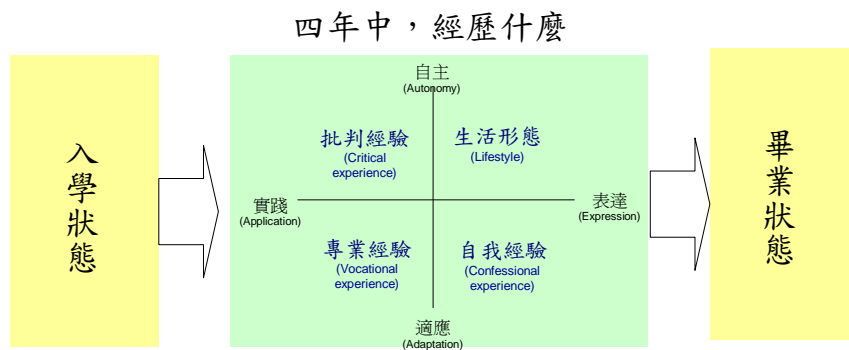 四年中，經歷什麼
入學狀態
自主
(Autonomy)
批判經驗
(Critical
experience)
生活形態
(Lifestyle)
實踐
(Application)
表達
(Expression)
專業經驗
(Vocational
experience)
自我經驗
(Confessional
experience)
適應
(Adaptation)
畢業狀態